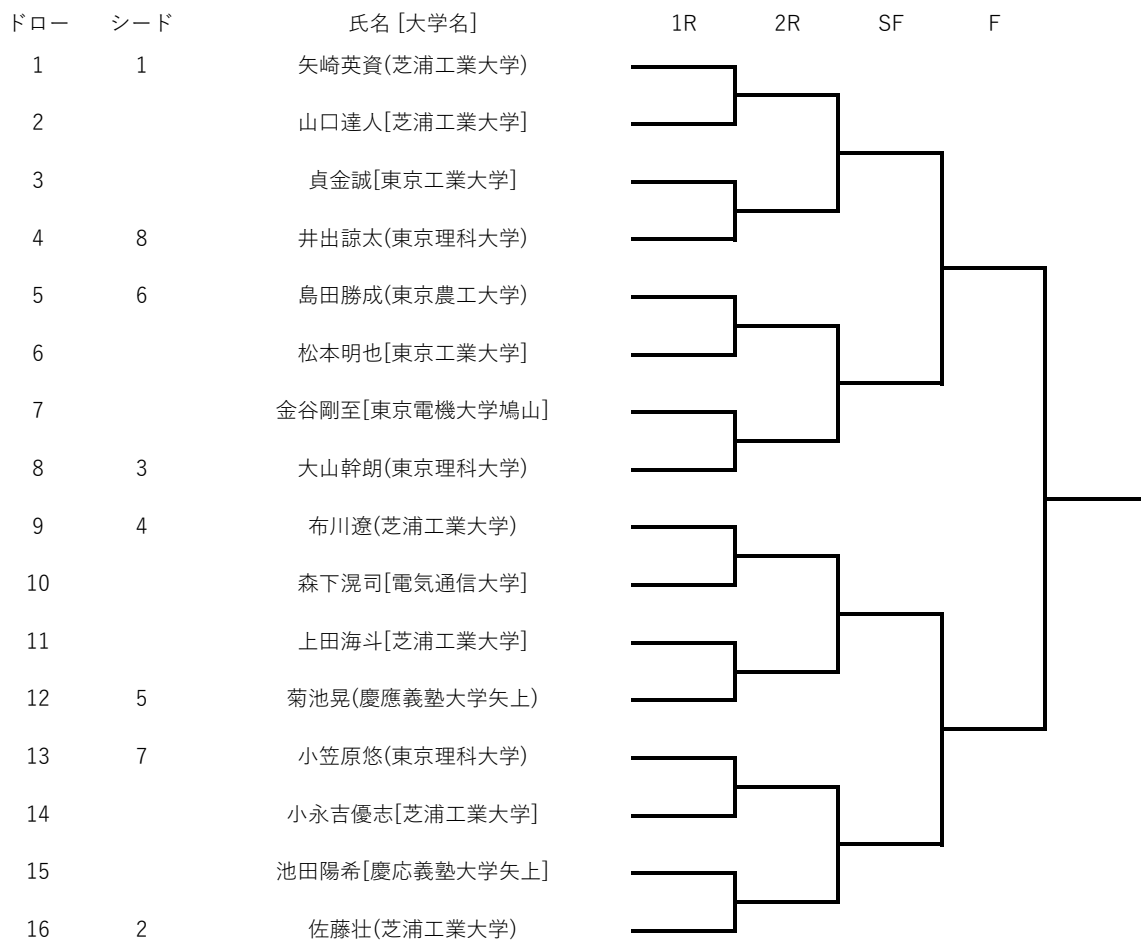 ドロー シード 氏名 [大学名] 1R 2R SF F
1 1 矢崎英資(芝浦工業大学)
2 山口達人[芝浦工業大学]
3 貞金誠[東京工業大学]
4 8 井出諒太(東京理科大学)
5 6 島田勝成(東京農工大学)
6 松本明也[東京工業大学]
7 金谷剛至[東京電機大学鳩山]
8 3 大山幹朗(東京理科大学)
9 4 布川遼(芝浦工業大学)
10 森下滉司[電気通信大学]
11 上田海斗[芝浦工業大学]
12 5 菊池晃(慶應義塾大学矢上)
13 7 小笠原悠(東京理科大学)
14 小永吉優志[芝浦工業大学]
15 池田陽希[慶応義塾大学矢上]
16 2 佐藤壮(芝浦工業大学)